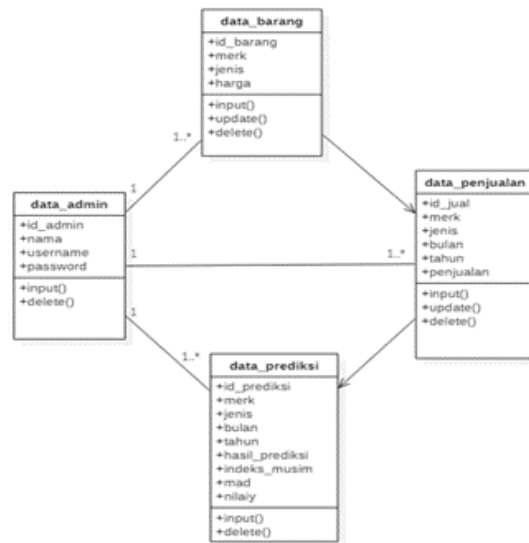 data_barang
+id_barang
+merk
+jenis
+harga
+input()
+update()
+delete()
1..*
1
data_admin
+id_admin
+nama
+username
+password
+input()
+delete()
1
1..*
1
1..*
data_penjualan
+id_jual
+merk
+jenis
+bulan
+tahun
+penjualan
+input()
+update()
+delete()
data_prediksi
+id_prediksi
+merk
+jenis
+bulan
+tahun
+hasil_prediksi
+indeks_musim
+mad
+nilaiy
+input()
+delete()